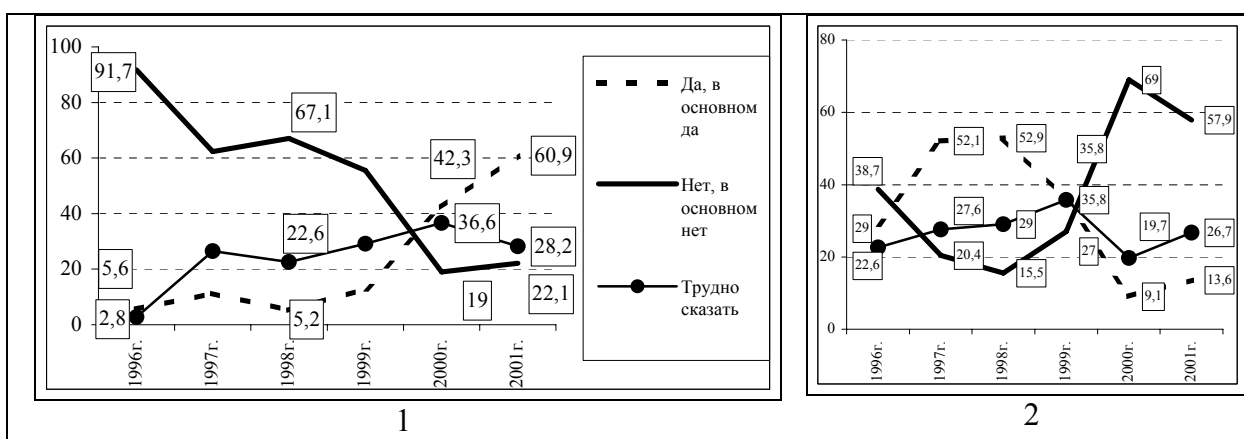 100
80
60
40
20
0
91,7
67,1
42,3
60,9
5,6
22,6
36,6
28,2
2,8
5,2
19
22,1
1996г.
1997г.
1998г.
1999г.
2000г.
2001г.
Да, в
основном
да
Нет, в
основном
нет
Трудно
сказать
1
80
60
40
20
0
69
52,1
52,9
57,9
38,7
35,8
29
27,6
29
35,8
19,7
26,7
22,6
20,4
15,5
27
9,1
13,6
1996г.
1997г.
1998г.
1999г.
2000г.
2001г.
2